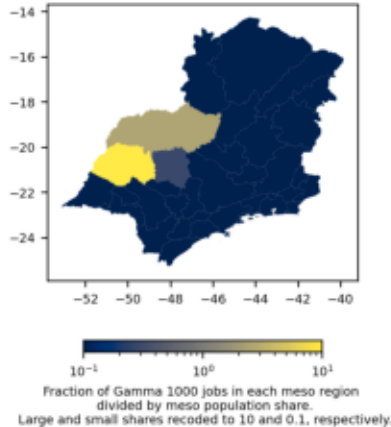 −14
−16
−18
−20
−22
−24
−52 −50 −48 −46 −44 −42 −40
10⁻¹ 10⁰ 10¹
Fraction of Gamma 1000 jobs in each meso region
divided by meso population share.
Large and small shares recoded to 10 and 0.1, respectively